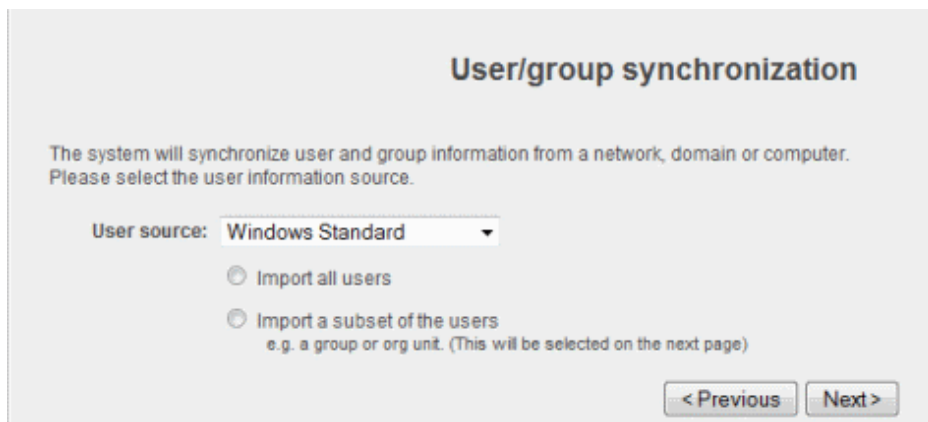 User/group synchronization
The system will synchronize user and group information from a network, domain or computer.
Please select the user information source.
User source: Windows Standard
Import all users
Import a subset of the users
e.g. a group or org unit. (This will be selected on the next page)
< Previous Next >